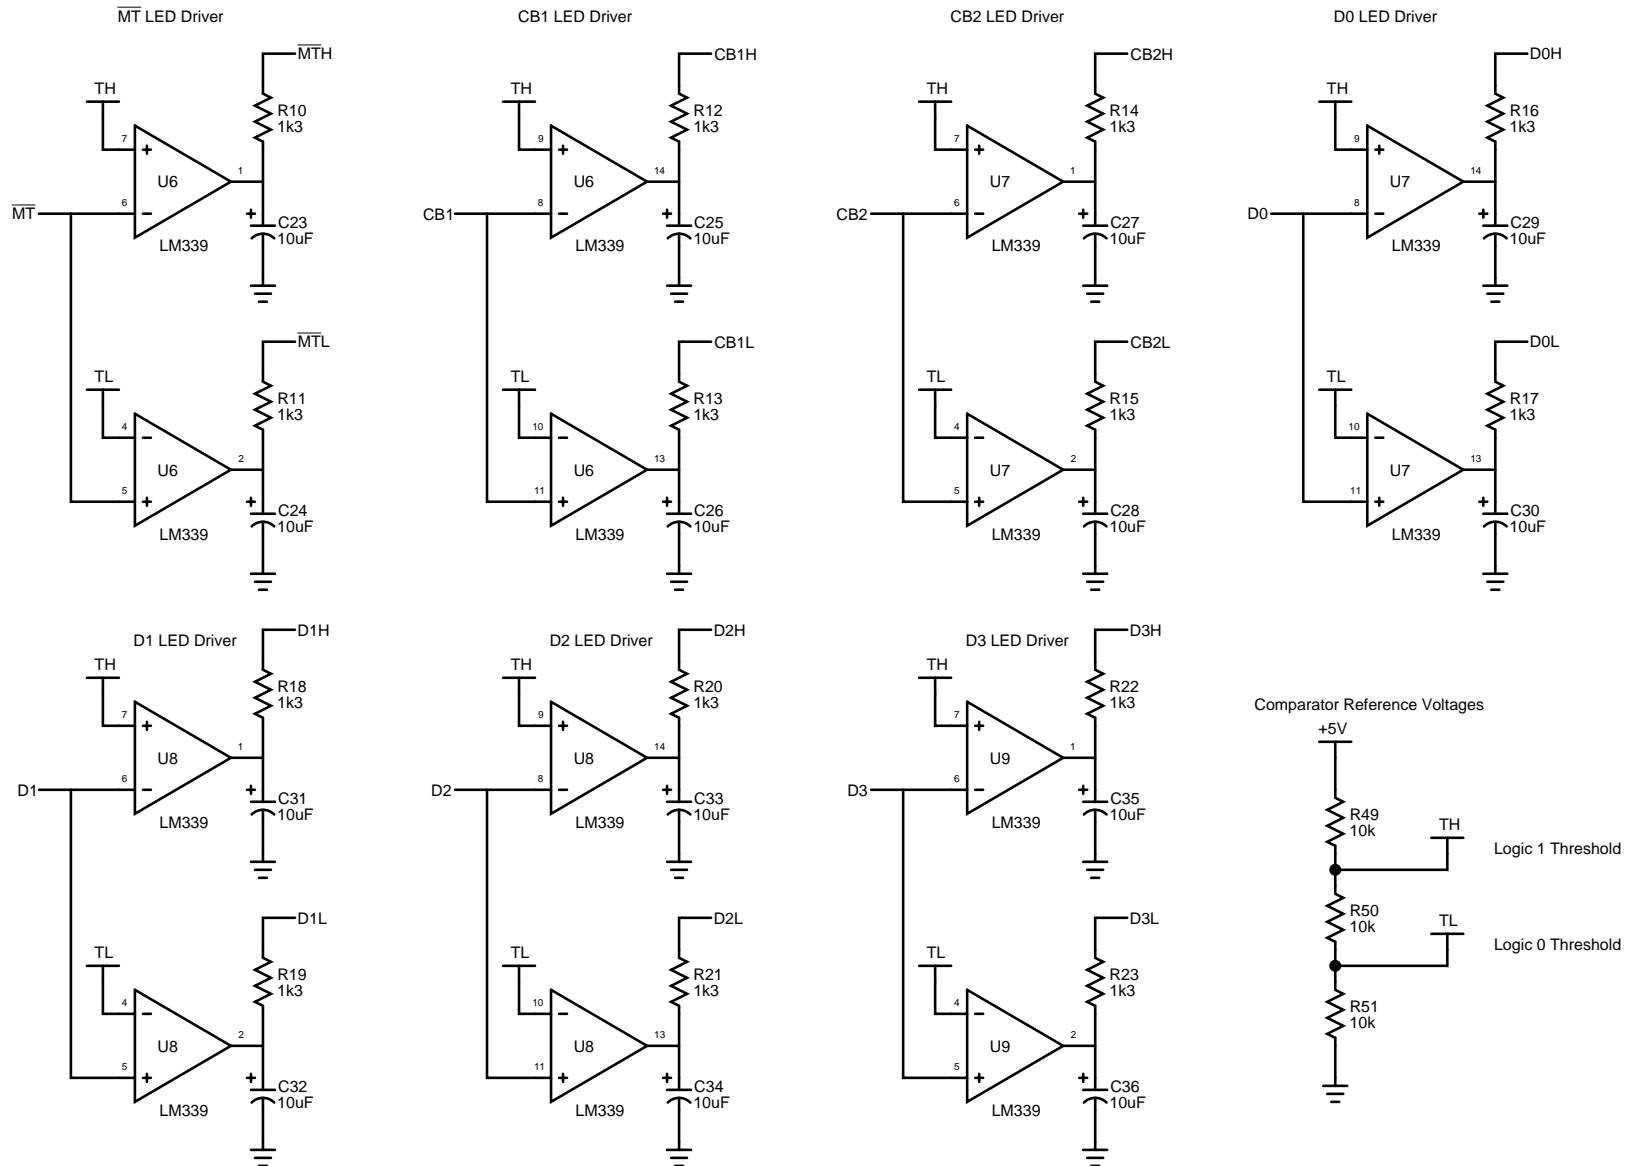 MT LED Driver
MTH
TH
R10
1k3
7
1
U6
MT
6
C23
10uF
LM339
MTL
TL
R11
1k3
4
2
U6
5
C24
10uF
LM339
CB1 LED Driver
CB1H
TH
R12
1k3
9
14
U6
CB1
8
C25
10uF
LM339
CB1L
TL
R13
1k3
10
13
U6
11
C26
10uF
LM339
CB2 LED Driver
CB2H
TH
R14
1k3
7
1
U7
CB2
6
C27
10uF
LM339
CB2L
TL
R15
1k3
4
2
U7
5
C28
10uF
LM339
D0 LED Driver
D0H
TH
R16
1k3
9
14
U7
D0
8
C29
10uF
LM339
D0L
TL
R17
1k3
10
13
U7
11
C30
10uF
LM339
D1 LED Driver
D1H
TH
R18
1k3
7
1
U8
D1
6
C31
10uF
LM339
D1L
TL
R19
1k3
4
2
U8
5
C32
10uF
LM339
D2 LED Driver
D2H
TH
R20
1k3
9
14
U8
D2
8
C33
10uF
LM339
D2L
TL
R21
1k3
10
13
U8
11
C34
10uF
LM339
D3 LED Driver
D3H
TH
R22
1k3
7
1
U9
D3
6
C35
10uF
LM339
D3L
TL
R23
1k3
4
2
U9
5
C36
10uF
LM339
Comparator Reference Voltages
+5V
R49
10k
TH
Logic 1 Threshold
R50
10k
TL
Logic 0 Threshold
R51
10k